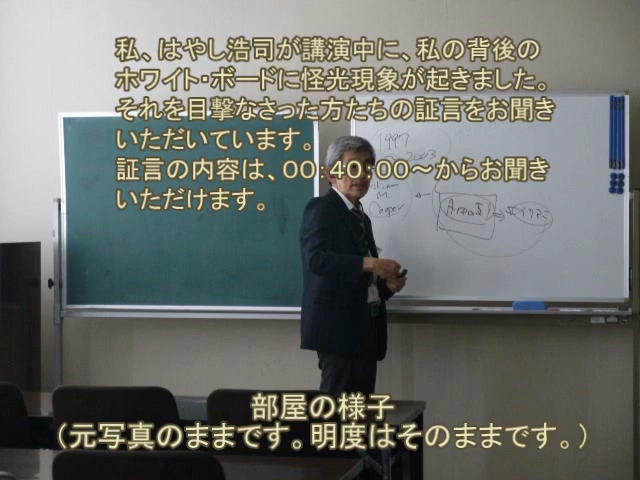 私、はやし浩司が講演中に、私の背後の
ホワイト・ボードに怪光現象が起きました。
それを目撃なさった方たちの証言をお聞き
いただいています。
証言の内容は、００：４０：００～からお聞き
いただけます。
1997
Area51
部屋の様子
（元写真のままです。明度はそのままです。）